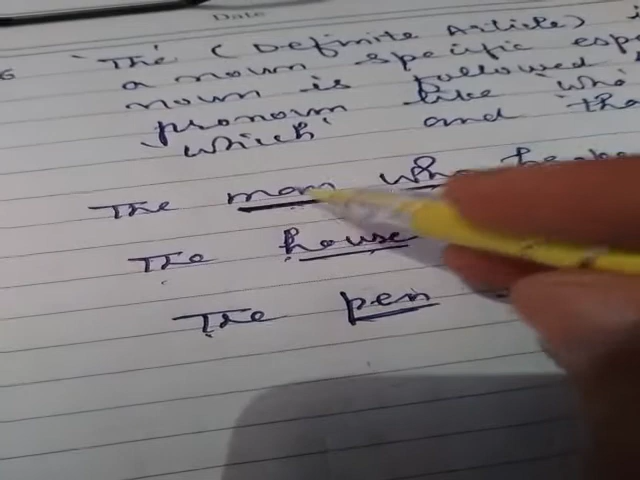 Date
6 'The' (Definite Article) i
a noun specific esp
noun is followed
pronoun like 'who'
'which' and tha
The man who
The house
The pen